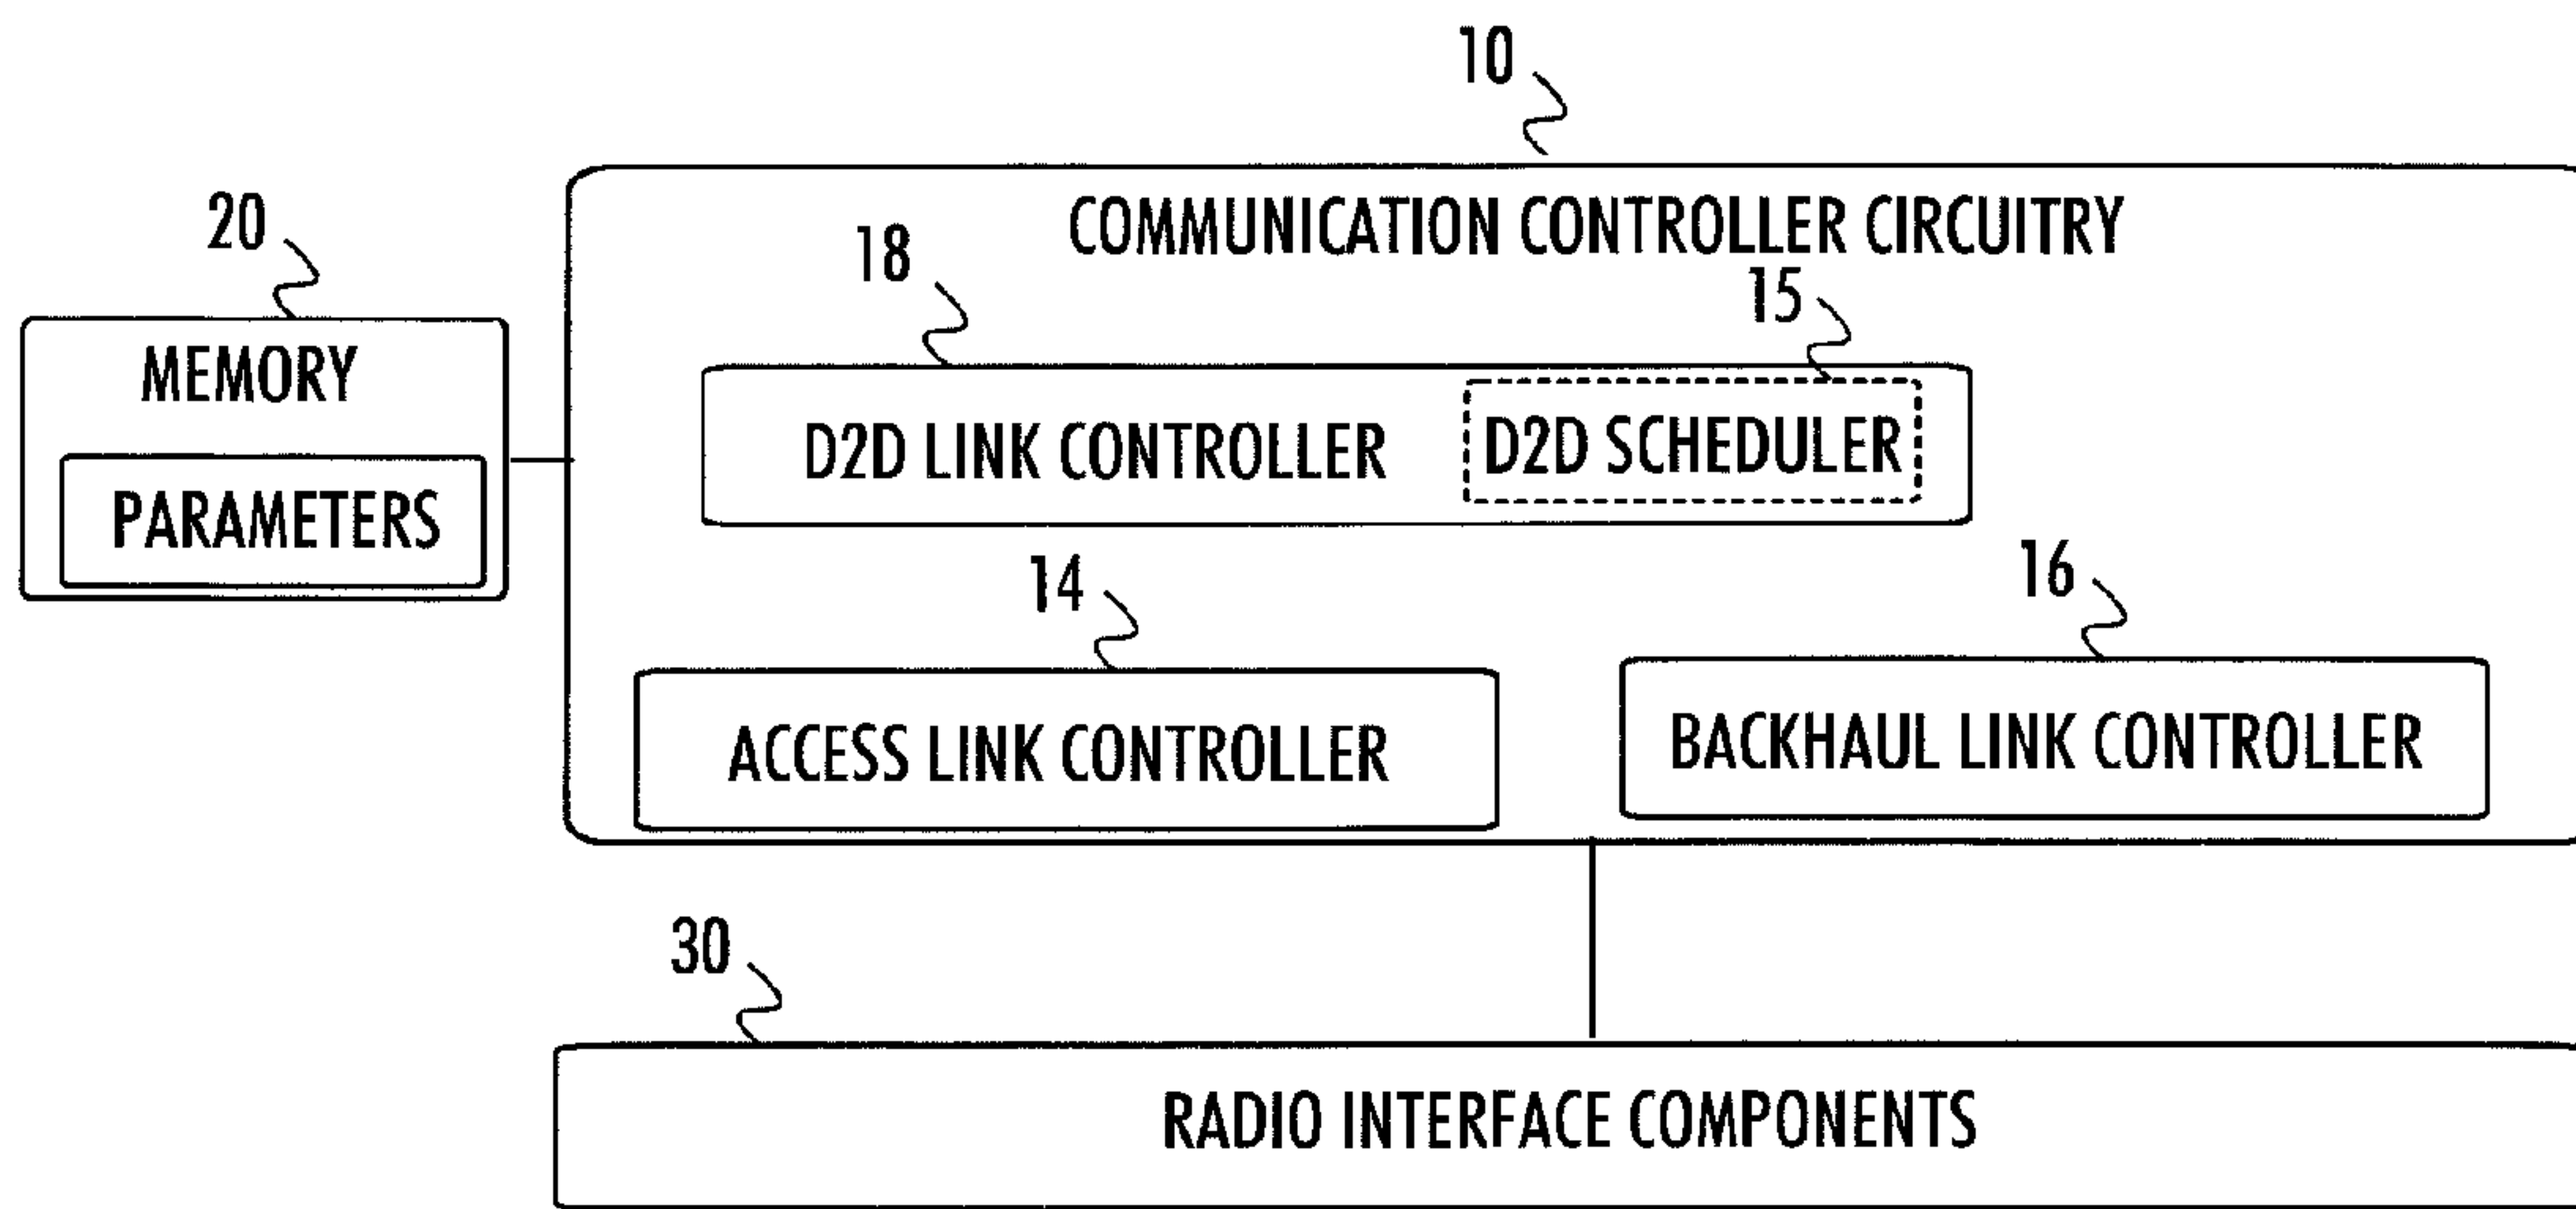 10
COMMUNICATION CONTROLLER CIRCUITRY
20
MEMORY
PARAMETERS
18
15
D2D LINK CONTROLLER
D2D SCHEDULER
14
16
ACCESS LINK CONTROLLER
BACKHAUL LINK CONTROLLER
30
RADIO INTERFACE COMPONENTS